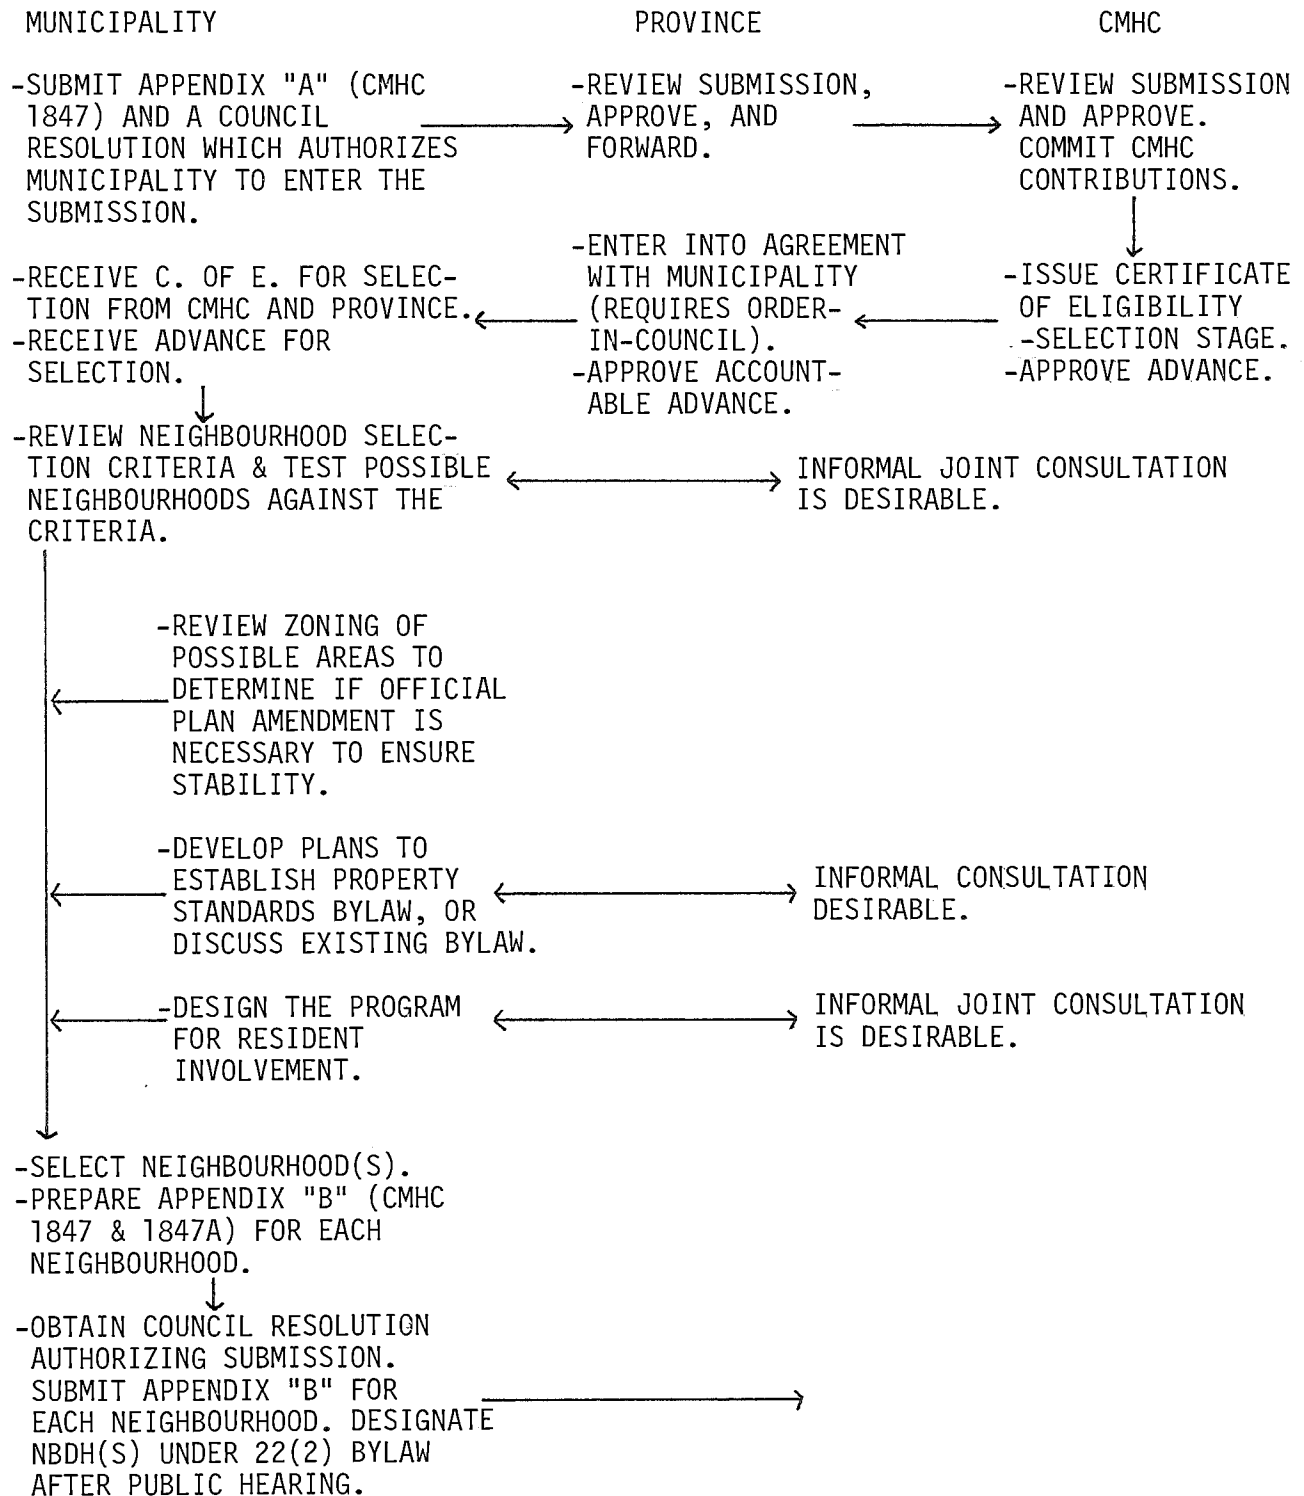 MUNICIPALITY
PROVINCE
CMHC
-SUBMIT APPENDIX "A" (CMHC
1847) AND A COUNCIL
RESOLUTION WHICH AUTHORIZES
MUNICIPALITY TO ENTER THE
SUBMISSION.
-REVIEW SUBMISSION,
APPROVE, AND
FORWARD.
-REVIEW SUBMISSION
AND APPROVE.
COMMIT CMHC
CONTRIBUTIONS.
-ISSUE CERTIFICATE
OF ELIGIBILITY
-SELECTION STAGE.
-APPROVE ADVANCE.
-ENTER INTO AGREEMENT
WITH MUNICIPALITY
(REQUIRES ORDER-
IN-COUNCIL).
-APPROVE ACCOUNT-
ABLE ADVANCE.
-RECEIVE C. OF E. FOR SELEC-
TION FROM CMHC AND PROVINCE.
-RECEIVE ADVANCE FOR
SELECTION.
-REVIEW NEIGHBOURHOOD SELEC-
TION CRITERIA & TEST POSSIBLE
NEIGHBOURHOODS AGAINST THE
CRITERIA.
INFORMAL JOINT CONSULTATION
IS DESIRABLE.
-REVIEW ZONING OF
POSSIBLE AREAS TO
DETERMINE IF OFFICIAL
PLAN AMENDMENT IS
NECESSARY TO ENSURE
STABILITY.
-DEVELOP PLANS TO
ESTABLISH PROPERTY
STANDARDS BYLAW, OR
DISCUSS EXISTING BYLAW.
INFORMAL CONSULTATION
DESIRABLE.
-DESIGN THE PROGRAM
FOR RESIDENT
INVOLVEMENT.
INFORMAL JOINT CONSULTATION
IS DESIRABLE.
-SELECT NEIGHBOURHOOD(S).
-PREPARE APPENDIX "B" (CMHC
1847 & 1847A) FOR EACH
NEIGHBOURHOOD.
-OBTAIN COUNCIL RESOLUTION
AUTHORIZING SUBMISSION.
SUBMIT APPENDIX "B" FOR
EACH NEIGHBOURHOOD. DESIGNATE
NBDH(S) UNDER 22(2) BYLAW
AFTER PUBLIC HEARING.